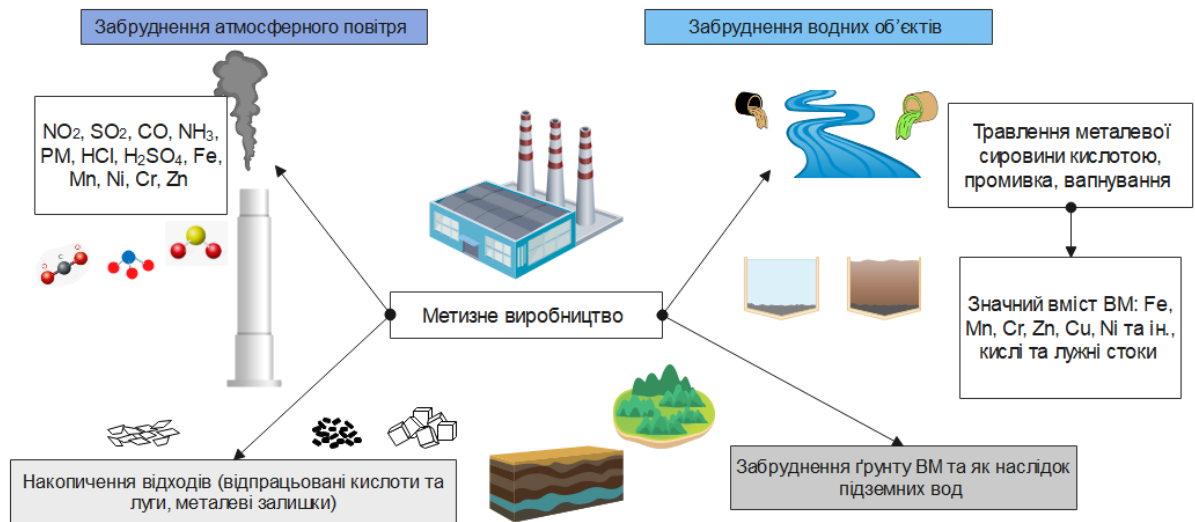 Забруднення атмосферного повітря
Забруднення водних об’єктів
NO2, SO2, CO, NH3,
PM, HCl, H2SO4, Fe,
Mn, Ni, Cr, Zn
Травлення металевої
сировини кислотою,
промивка, вапнування
Метизне виробництво
Значний вміст ВМ: Fe,
Mn, Cr, Zn, Cu, Ni та ін.,
кислі та лужні стоки
Накопичення відходів (відпрацьовані кислоти та
луги, металеві залишки)
Забруднення ґрунту ВМ та як наслідок
підземних вод